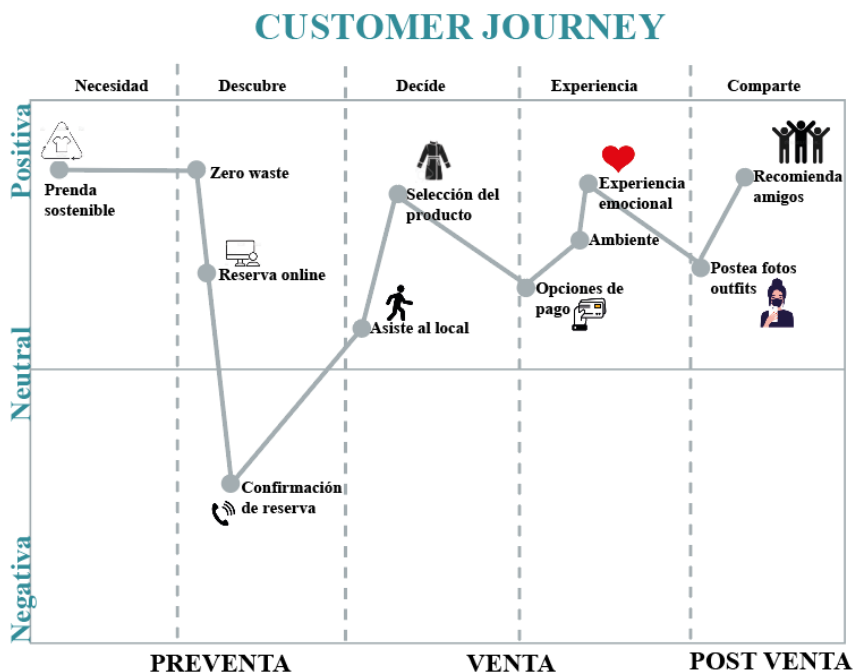 CUSTOMER JOURNEY
Necesidad
Descubre
Decíde
Experiencia
Comparte
Positiva
Neutral
Negativa
Prenda
sostenible
Zero waste
Reserva online
Confirmación
de reserva
Asiste al local
Selección del
producto
Opciones de
pago
Ambiente
Experiencia
emocional
Postea fotos
outfits
Recomienda
amigos
PREVENTA
VENTA
POST VENTA